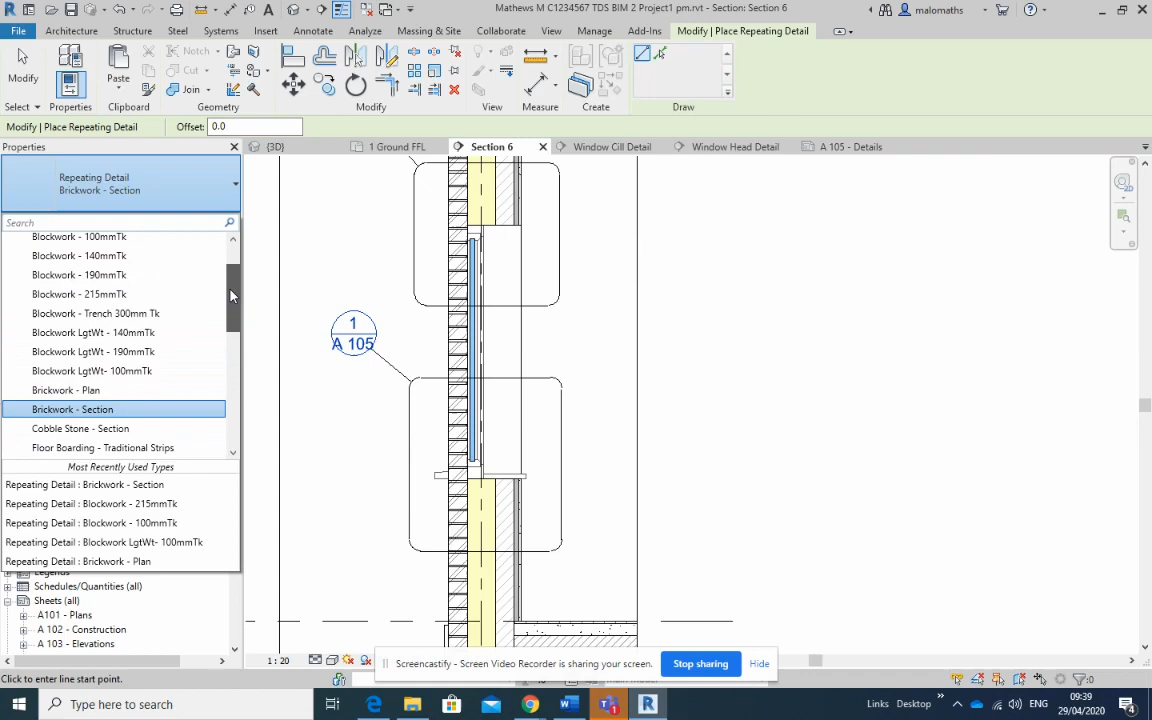 Mathews M C1234567 TDS BIM 2 Project1 pm.rvt - Section: Section 6
malomaths
File Architecture Structure Steel Systems Insert Annotate Analyze Massing & Site Collaborate View Manage Add-Ins Modify | Place Repeating Detail
Modify Paste Notch Cut Join
Select Properties Clipboard Geometry Modify View Measure Create Draw
Modify | Place Repeating Detail Offset: 0.0
Properties {3D} 1 Ground FFL Section 6 Window Cill Detail Window Head Detail A 105 - Details
Repeating Detail
Brickwork - Section
Search
Blockwork - 100mmTk
Blockwork - 140mmTk
Blockwork - 190mmTk
Blockwork - 215mmTk
Blockwork - Trench 300mm Tk
Blockwork LgtWt - 140mmTk
Blockwork LgtWt - 190mmTk
Blockwork LgtWt- 100mmTk
Brickwork - Plan
Brickwork - Section
Cobble Stone - Section
Floor Boarding - Traditional Strips
Most Recently Used Types
Repeating Detail : Brickwork - Section
Repeating Detail : Blockwork - 215mmTk
Repeating Detail : Blockwork - 100mmTk
Repeating Detail : Blockwork LgtWt- 100mmTk
Repeating Detail : Brickwork - Plan
Legends
Schedules/Quantities (all)
Sheets (all)
A101 - Plans
A 102 - Construction
A 103 - Elevations
1
A 105
1 : 20
Screencastify - Screen Video Recorder is sharing your screen. Stop sharing Hide
Click to enter line start point.
:0
Type here to search
Links Desktop ENG
09:39
29/04/2020
4